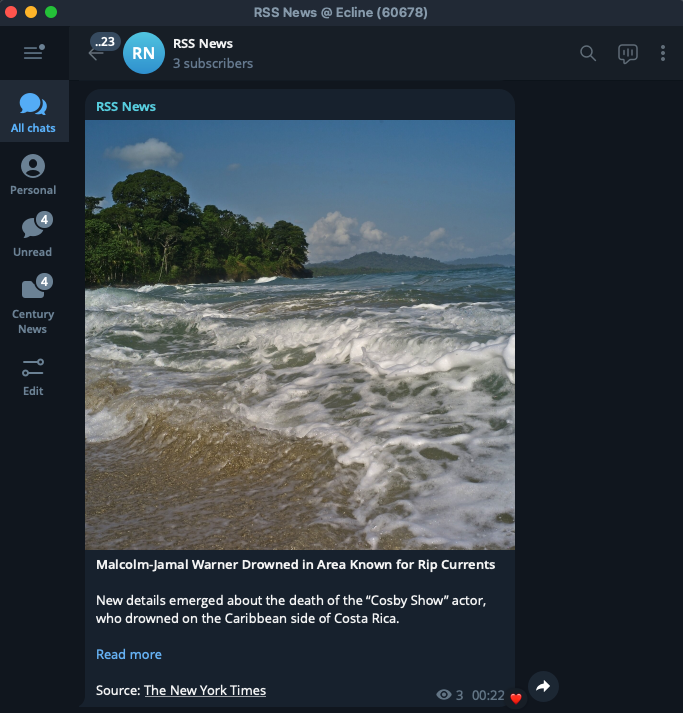 RSS News @ Ecline (60678)
..23
RN
RSS News
3 subscribers
All chats
Personal
4
Unread
4
Century
News
Edit
RSS News
Malcolm-Jamal Warner Drowned in Area Known for Rip Currents
New details emerged about the death of the “Cosby Show” actor,
who drowned on the Caribbean side of Costa Rica.
Read more
Source: The New York Times
3 00:22